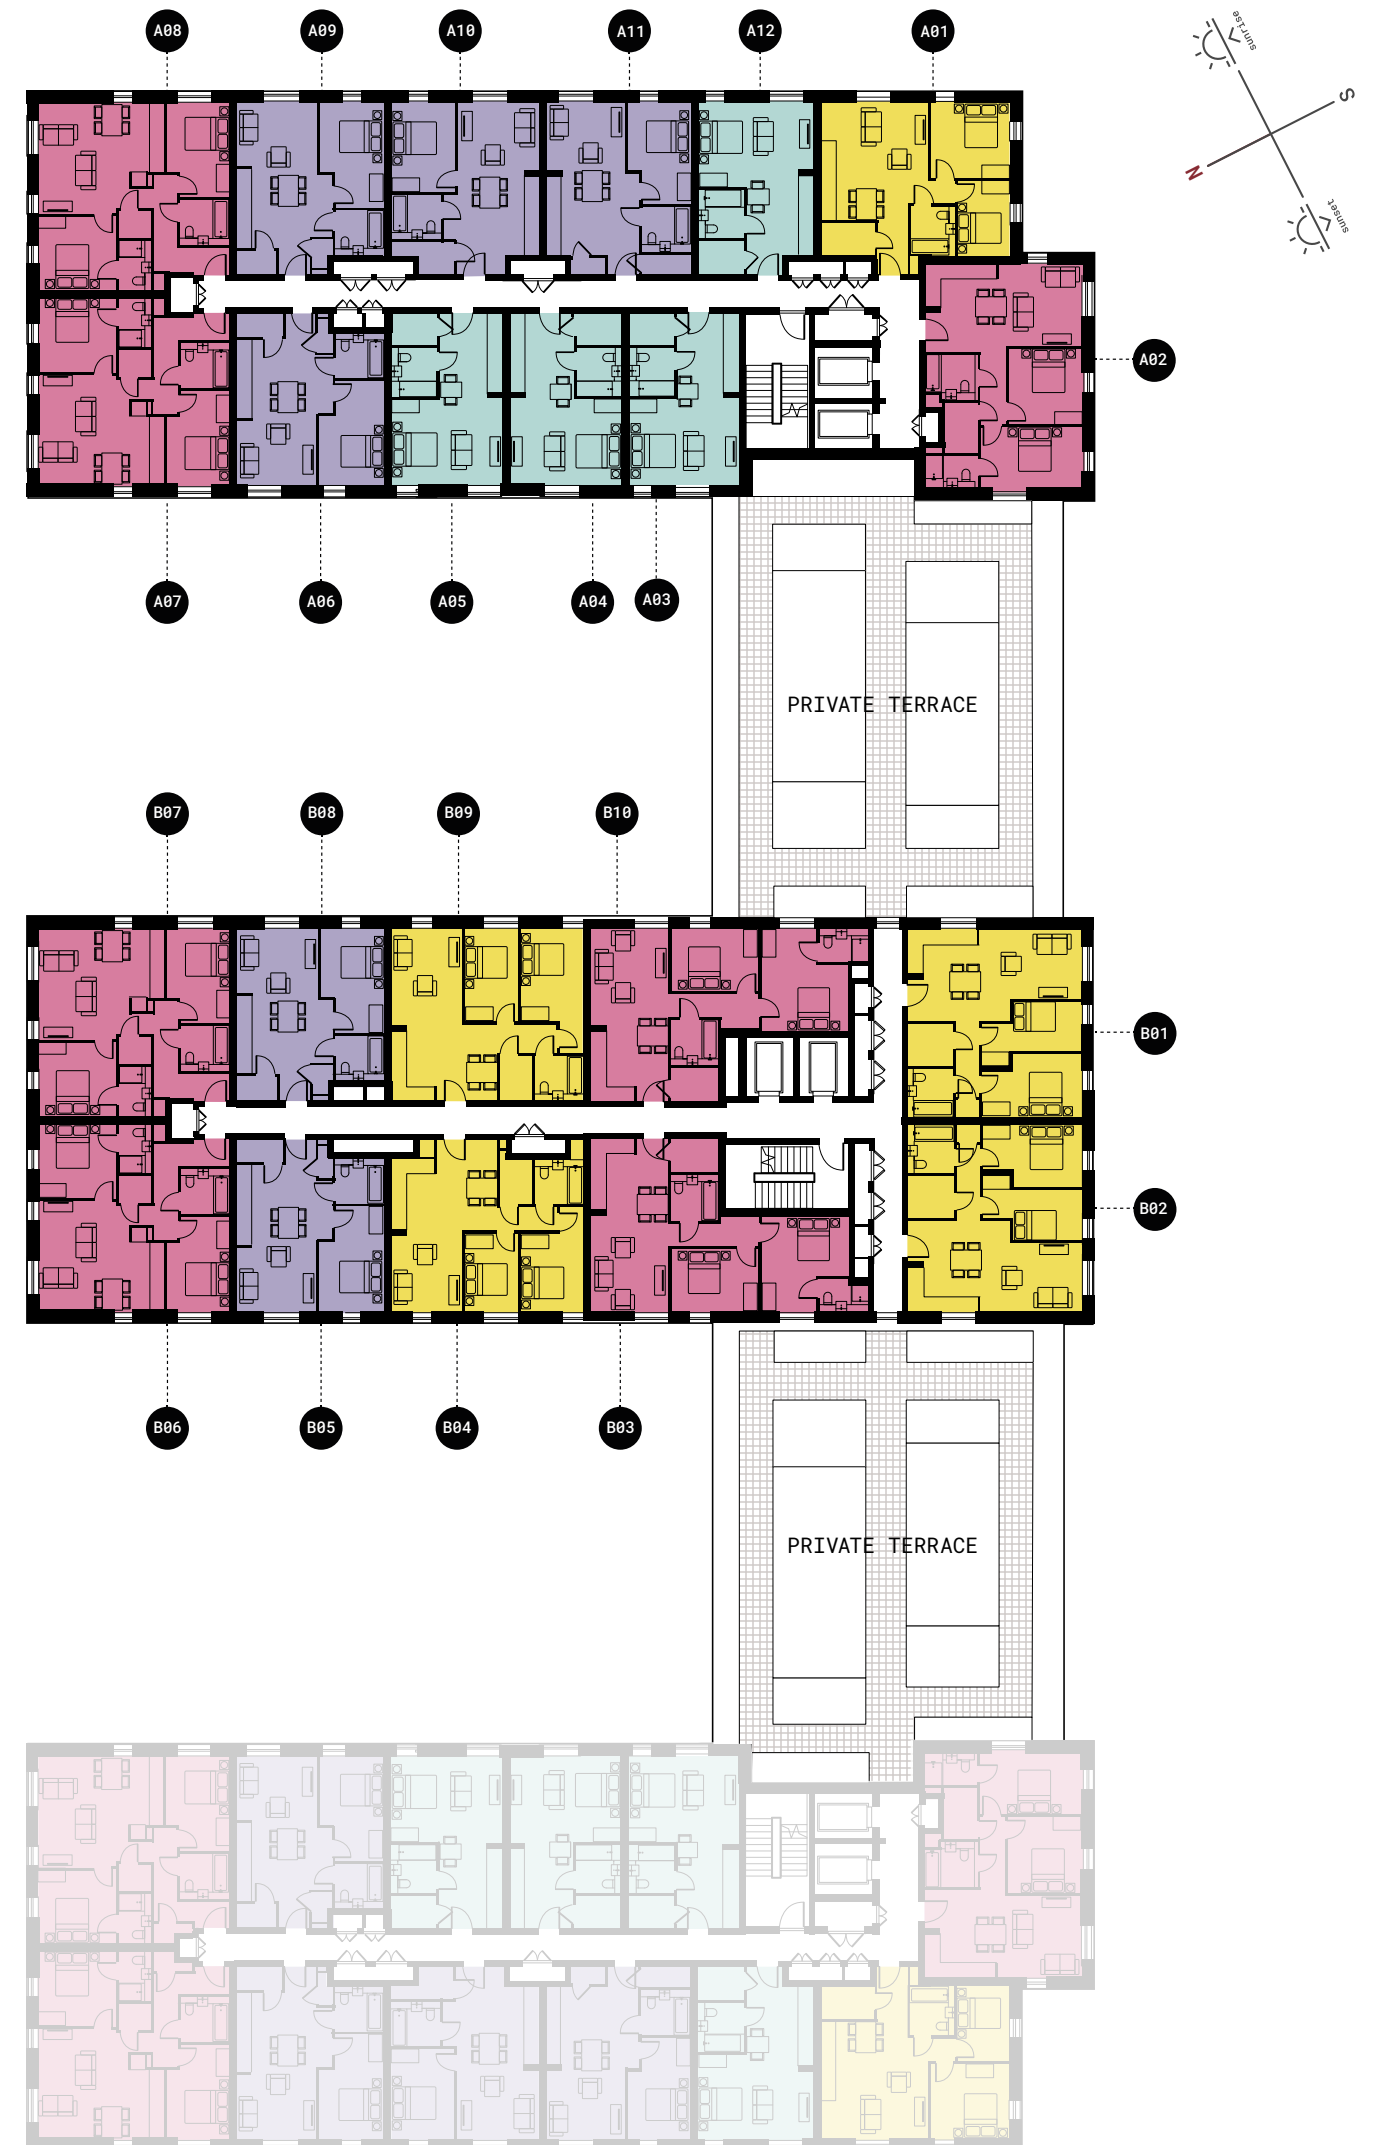 A08
A09
A10
A11
A12
A01
sunrise
S
N
sunset
A02
A07
A06
A05
A04
A03
PRIVATE TERRACE
B07
B08
B09
B10
B01
B02
B06
B05
B04
B03
PRIVATE TERRACE